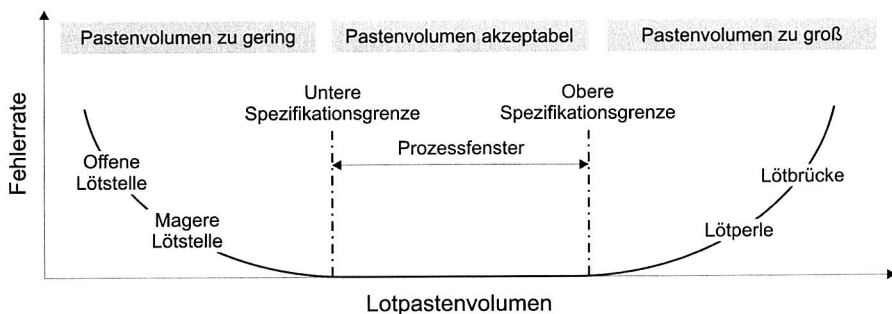 Pastenvolumen zu gering
Pastenvolumen akzeptabel
Pastenvolumen zu groß
Untere
Spezifikationsgrenze
Obere
Spezifikationsgrenze
Prozessfenster
Fehlerrate
Offene
Lötstelle
Magere
Lötstelle
Lötbrücke
Lötperle
Lotpastenvolumen